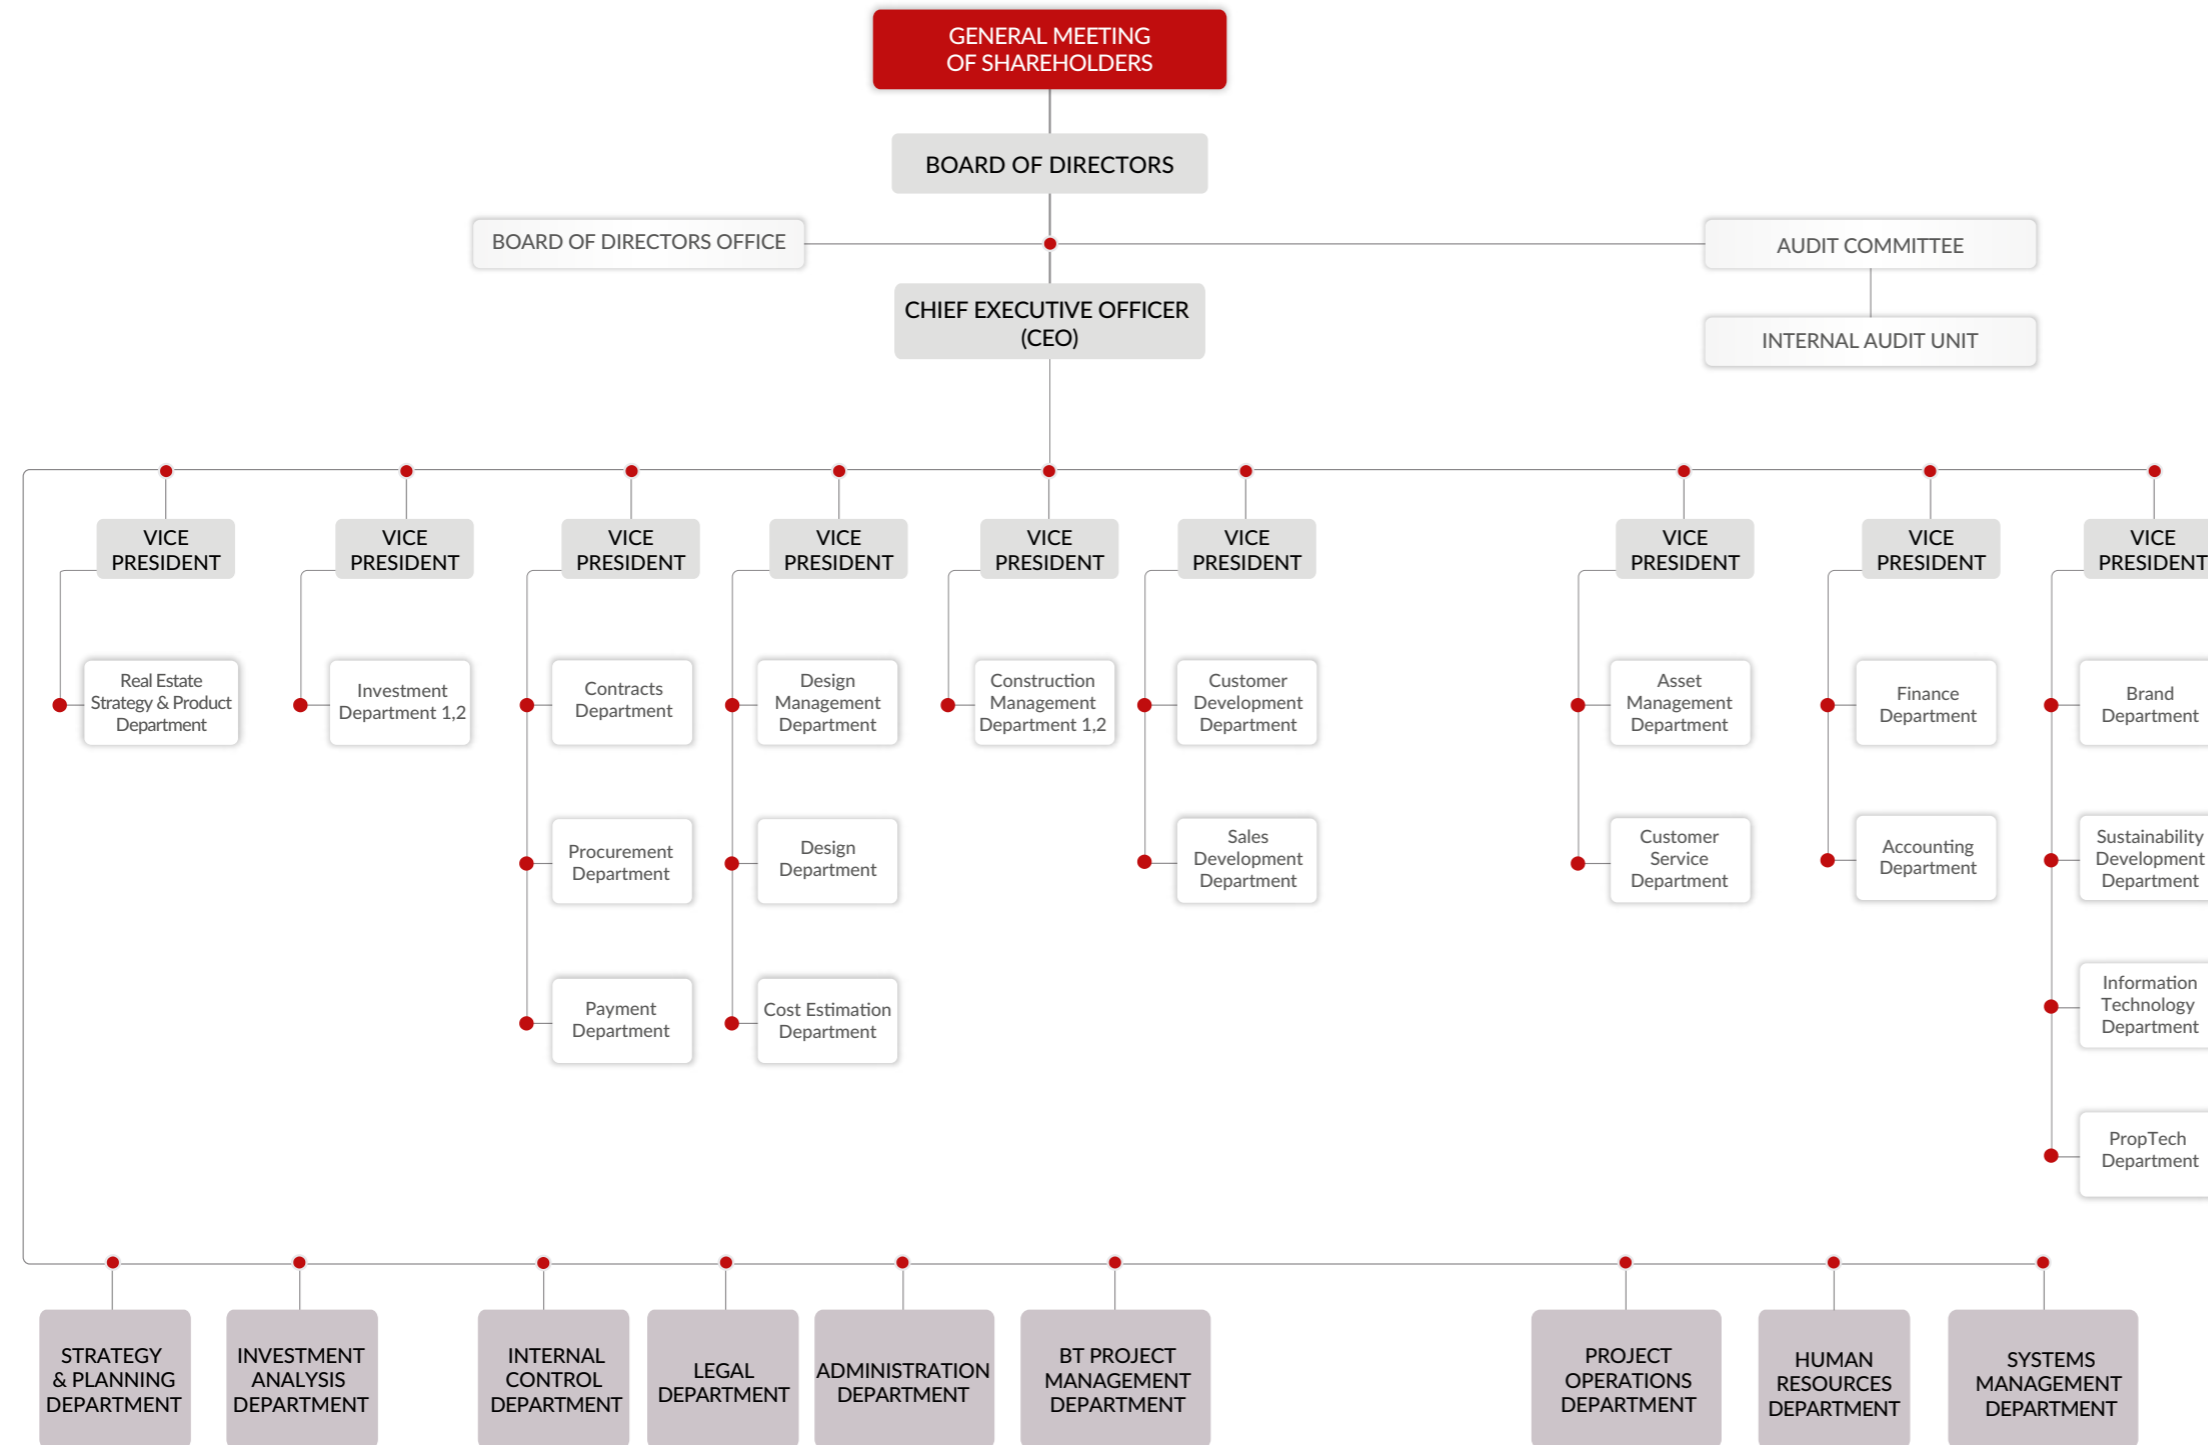 GENERAL MEETING
OF SHAREHOLDERS
BOARD OF DIRECTORS
BOARD OF DIRECTORS OFFICE
AUDIT COMMITTEE
CHIEF EXECUTIVE OFFICER
(CEO)
INTERNAL AUDIT UNIT
VICE
PRESIDENT
VICE
PRESIDENT
VICE
PRESIDENT
VICE
PRESIDENT
VICE
PRESIDENT
VICE
PRESIDENT
VICE
PRESIDENT
VICE
PRESIDENT
VICE
PRESIDENT
Real Estate
Strategy & Product
Department
Investment
Department 1,2
Contracts
Department
Design
Management
Department
Construction
Management
Department 1,2
Customer
Development
Department
Asset
Management
Department
Finance
Department
Brand
Department
Procurement
Department
Design
Department
Sales
Development
Department
Customer
Service
Department
Accounting
Department
Sustainability
Development
Department
Payment
Department
Cost Estimation
Department
Information
Technology
Department
PropTech
Department
STRATEGY
& PLANNING
DEPARTMENT
INVESTMENT
ANALYSIS
DEPARTMENT
INTERNAL
CONTROL
DEPARTMENT
LEGAL
DEPARTMENT
ADMINISTRATION
DEPARTMENT
BT PROJECT
MANAGEMENT
DEPARTMENT
PROJECT
OPERATIONS
DEPARTMENT
HUMAN
RESOURCES
DEPARTMENT
SYSTEMS
MANAGEMENT
DEPARTMENT